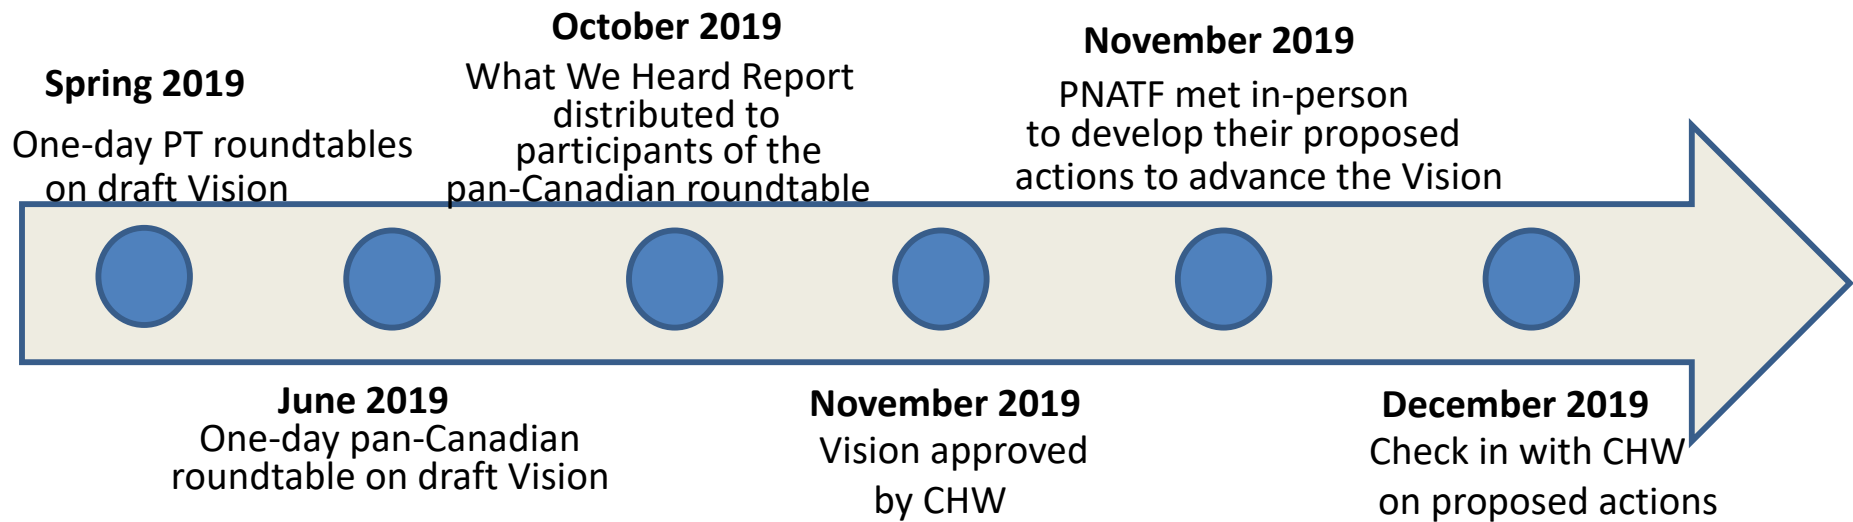 Spring 2019
One-day PT roundtables
on draft Vision
June 2019
One-day pan-Canadian
roundtable on draft Vision
October 2019
What We Heard Report
distributed to
participants of the
pan-Canadian roundtable
November 2019
Vision approved
by CHW
November 2019
PNATF met in-person
to develop their proposed
actions to advance the Vision
December 2019
Check in with CHW
on proposed actions